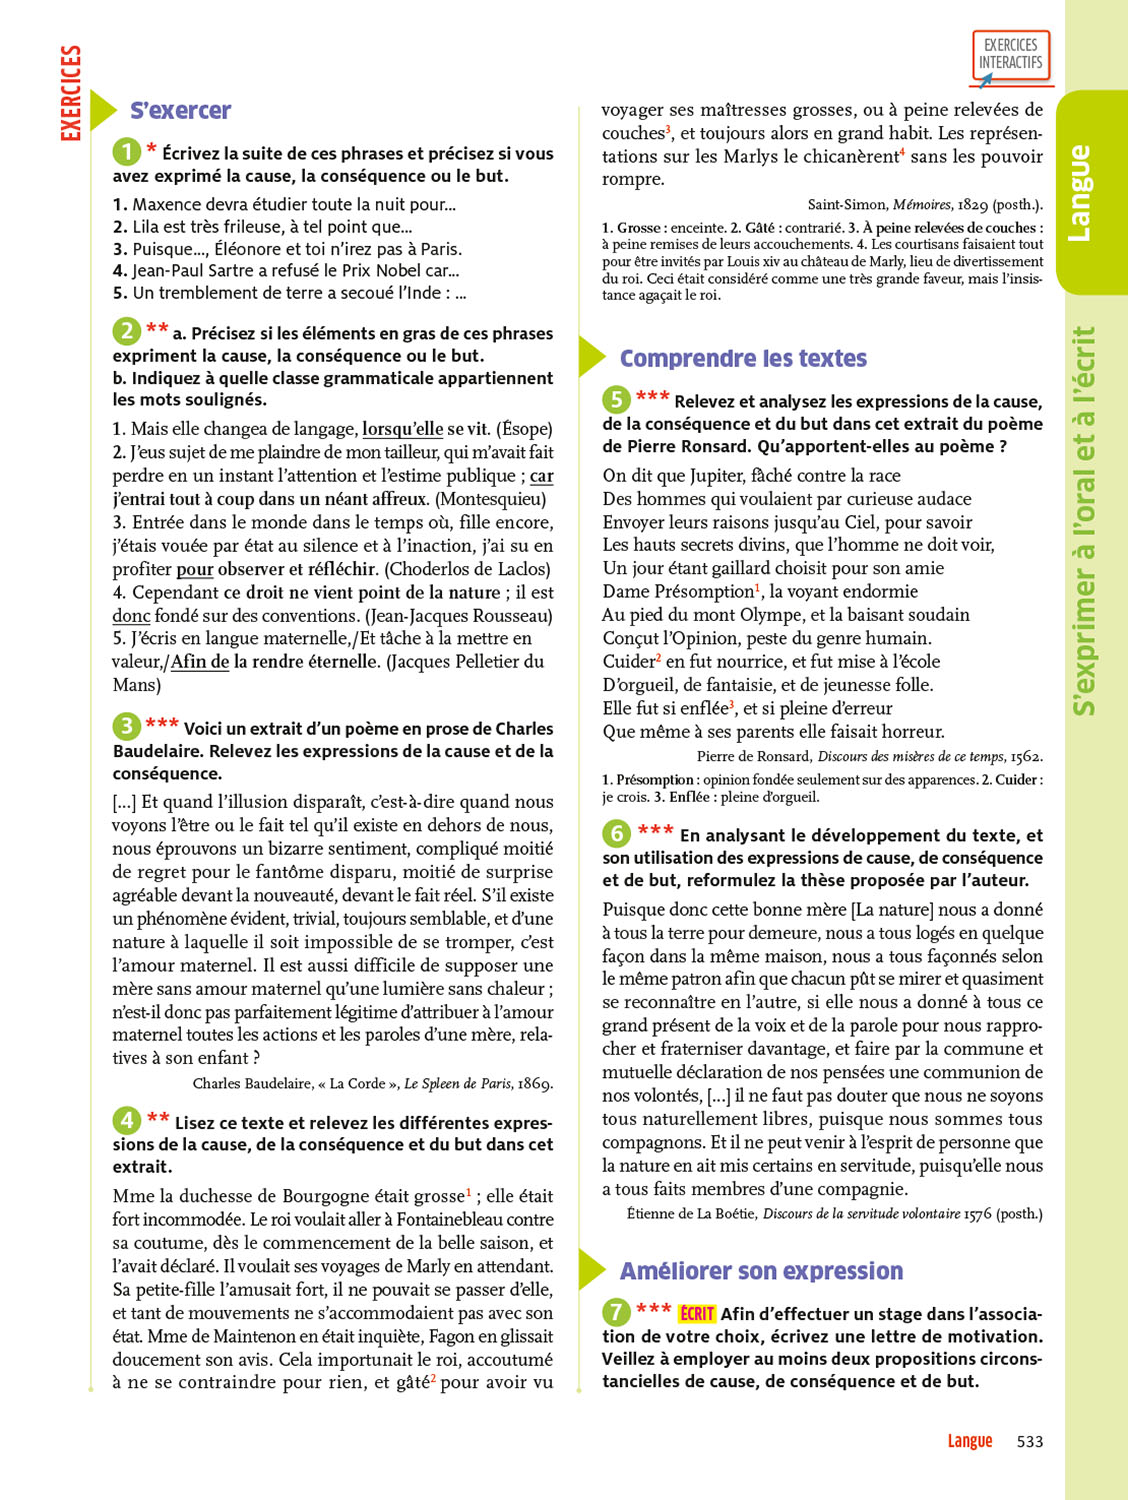 EXERCICES
EXERCICES
INTERACTIFS
S'exercer
1 * Écrivez la suite de ces phrases et précisez si vous
avez exprimé la cause, la conséquence ou le but.
1. Maxence devra étudier toute la nuit pour...
2. Lila est très frileuse, à tel point que...
3. Puisque..., Éléonore et toi n'irez pas à Paris.
4. Jean-Paul Sartre a refusé le Prix Nobel car...
5. Un tremblement de terre a secoué l'Inde : ...
2 ** a. Précisez si les éléments en gras de ces phrases
expriment la cause, la conséquence ou le but.
b. Indiquez à quelle classe grammaticale appartiennent
les mots soulignés.
1. Mais elle changea de langage, lorsqu'elle se vit. (Ésope)
2. J'eus sujet de me plaindre de mon tailleur, qui m'avait fait
perdre en un instant l'attention et l'estime publique ; car
j'entrai tout à coup dans un néant affreux. (Montesquieu)
3. Entrée dans le monde dans le temps où, fille encore,
j'étais vouée par état au silence et à l'inaction, j'ai su en
profiter pour observer et réfléchir. (Choderlos de Laclos)
4. Cependant ce droit ne vient point de la nature ; il est
donc fondé sur des conventions. (Jean-Jacques Rousseau)
5. J'écris en langue maternelle,/Et tâche à la mettre en
valeur,/Afin de la rendre éternelle. (Jacques Pelletier du
Mans)
3 *** Voici un extrait d'un poème en prose de Charles
Baudelaire. Relevez les expressions de la cause et de la
conséquence.
[...] Et quand l'illusion disparaît, c'est-à-dire quand nous
voyons l'être ou le fait tel qu'il existe en dehors de nous,
nous éprouvons un bizarre sentiment, compliqué moitié
de regret pour le fantôme disparu, moitié de surprise
agréable devant la nouveauté, devant le fait réel. S'il existe
un phénomène évident, trivial, toujours semblable, et d'une
nature à laquelle il soit impossible de se tromper, c'est
l'amour maternel. Il est aussi difficile de supposer une
mère sans amour maternel qu'une lumière sans chaleur ;
n'est-il donc pas parfaitement légitime d'attribuer à l'amour
maternel toutes les actions et les paroles d'une mère, rela-
tives à son enfant ?
Charles Baudelaire, « La Corde », Le Spleen de Paris, 1869.
4 ** Lisez ce texte et relevez les différentes expres-
sions de la cause, de la conséquence et du but dans cet
extrait.
Mme la duchesse de Bourgogne était grosse1 ; elle était
fort incommodée. Le roi voulait aller à Fontainebleau contre
sa coutume, dès le commencement de la belle saison, et
l'avait déclaré. Il voulait ses voyages de Marly en attendant.
Sa petite-fille l'amusait fort, il ne pouvait se passer d'elle,
et tant de mouvements ne s'accommodaient pas avec son
état. Mme de Maintenon en était inquiète, Fagon en glissait
doucement son avis. Cela importunait le roi, accoutumé
à ne se contraindre pour rien, et gâté2 pour avoir vu
voyager ses maîtresses grosses, ou à peine relevées de
couches3, et toujours alors en grand habit. Les représen-
tations sur les Marlys le chicanèrent4 sans les pouvoir
rompre.
Saint-Simon, Mémoires, 1829 (posth.).
1. Grosse : enceinte. 2. Gâté : contrarié. 3. À peine relevées de couches :
à peine remises de leurs accouchements. 4. Les courtisans faisaient tout
pour être invités par Louis XIV au château de Marly, lieu de divertissement
du roi. Ceci était considéré comme une très grande faveur, mais l'insis-
tance agaçait le roi.
Comprendre les textes
5 *** Relevez et analysez les expressions de la cause,
de la conséquence et du but dans cet extrait du poème
de Pierre Ronsard. Qu'apportent-elles au poème ?
On dit que Jupiter, fâché contre la race
Des hommes qui voulaient par curieuse audace
Envoyer leurs raisons jusqu'au Ciel, pour savoir
Les hauts secrets divins, que l'homme ne doit voir,
Un jour étant gaillard choisit pour son amie
Dame Présomption1, la voyant endormie
Au pied du mont Olympe, et la baisant soudain
Conçut l'Opinion, peste du genre humain.
Cuider2 en fut nourrice, et fut mise à l'école
D'orgueil, de fantaisie, et de jeunesse folle.
Elle fut si enflée3, et si pleine d'erreur
Que même à ses parents elle faisait horreur.
Pierre de Ronsard, Discours des misères de ce temps, 1562.
1. Présomption : opinion fondée seulement sur des apparences. 2. Cuider :
je crois. 3. Enflée : pleine d'orgueil.
6 *** En analysant le développement du texte, et
son utilisation des expressions de cause, de conséquence
et de but, reformulez la thèse proposée par l'auteur.
Puisque donc cette bonne mère [La nature] nous a donné
à tous la terre pour demeure, nous a tous logés en quelque
façon dans la même maison, nous a tous façonnés selon
le même patron afin que chacun pût se mirer et quasiment
se reconnaître en l'autre, si elle nous a donné à tous ce
grand présent de la voix et de la parole pour nous rappro-
cher et fraterniser davantage, et faire par la commune et
mutuelle déclaration de nos pensées une communion de
nos volontés, [...] il ne faut pas douter que nous ne soyons
tous naturellement libres, puisque nous sommes tous
compagnons. Et il ne peut venir à l'esprit de personne que
la nature en ait mis certains en servitude, puisqu'elle nous
a tous faits membres d'une compagnie.
Étienne de La Boétie, Discours de la servitude volontaire 1576 (posth.)
Améliorer son expression
7 *** ÉCRIT Afin d'effectuer un stage dans l'associa-
tion de votre choix, écrivez une lettre de motivation.
Veillez à employer au moins deux propositions circons-
tancielles de cause, de conséquence et de but.
Langue
S'exprimer à l'oral et à l'écrit
Langue 533